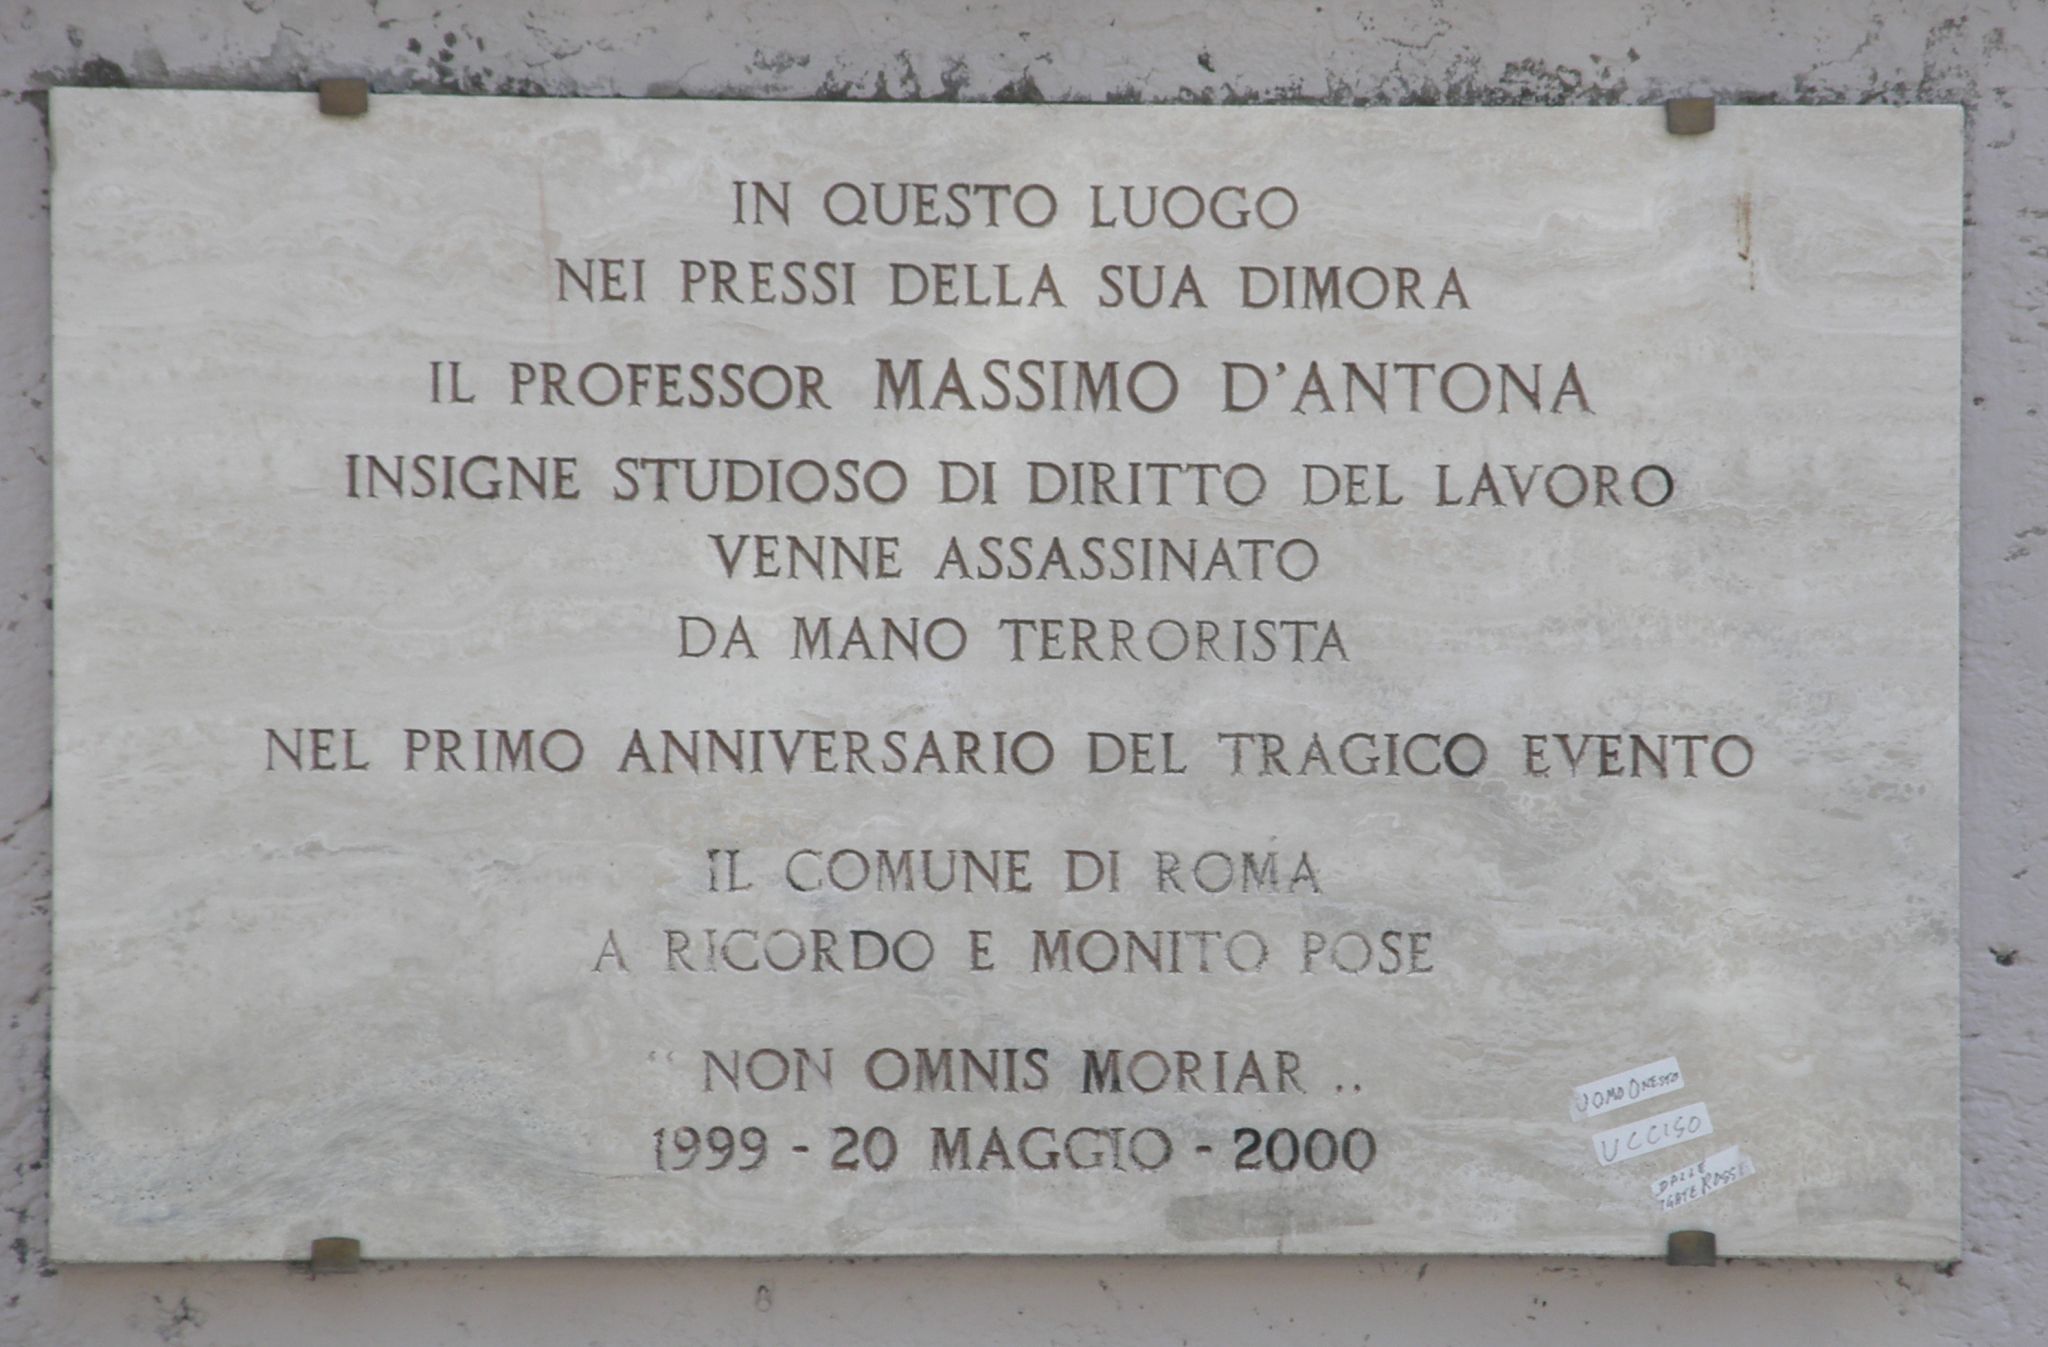 IN QUESTO LUOGO
NEI PRESSI DELLA SUA DIMORA
IL PROFESSOR MASSIMO D'ANTONA
INSIGNE STUDIOSO DI DIRITTO DEL LAVORO
VENNE ASSASSINATO
DA MANO TERRORISTA
NEL PRIMO ANNIVERSARIO DEL TRAGICO EVENTO
IL COMUNE DI ROMA
A RICORDO E MONITO POSE
“ NON OMNIS MORIAR ..
1999 - 20 MAGGIO - 2000
UOMO ONESTO
UCCISO
DALLE
ROSSE